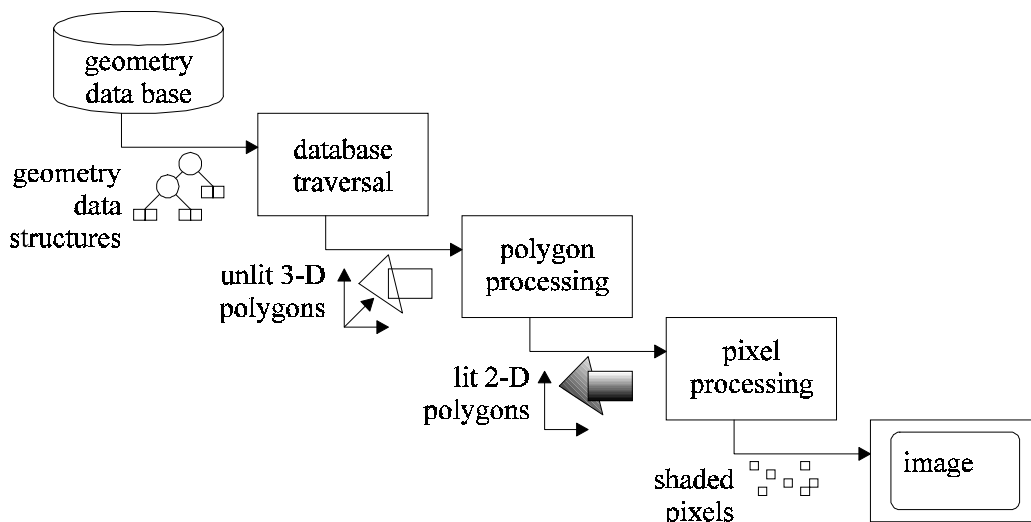 geometry
data base
database
traversal
geometry
data
structures
polygon
processing
unlit 3-D
polygons
pixel
processing
lit 2-D
polygons
image
shaded
pixels